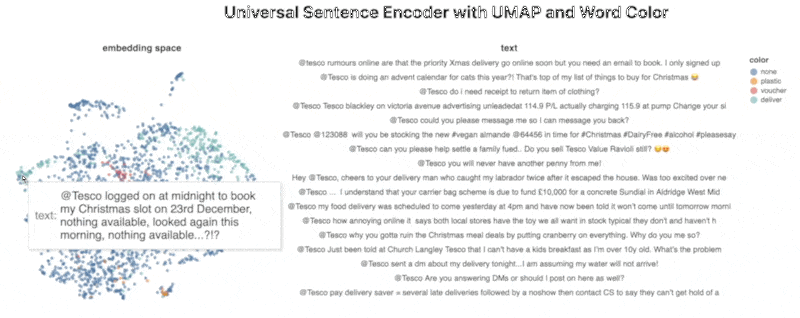 Universal Sentence Encoder with UMAP and Word Color
embedding space
text
@tesco rumours online are that the priority Xmas delivery go online soon but you need an email to book. I only signed up
@Tesco is doing an advent calendar for cats this year?! That's top of my list of things to buy for Christmas 😂
@Tesco do i need receipt to return item of clothing?
@Tesco Tesco blackley on victoria avenue advertising unleadedat 114.9 P/L actually charging 115.9 at pump Change your si
@Tesco could you please message me so I can message you back?
@Tesco @123088 will you be stocking the new #vegan almande @64456 in time for #Christmas #DairyFree #alcohol #pleasesay
@Tesco can you please help settle a family fued.. Do you sell Tesco Value Ravioli still?
@Tesco you will never have another penny from me!
Hey @Tesco, cheers to your delivery man who caught my labrador twice after it escaped the house. Was too excited over ne
@Tesco ... I understand that your carrier bag scheme is due to fund £10,000 for a concrete Sundial in Aldridge West Mid
@Tesco my food delivery was scheduled to come yesterday at 4pm and have now been told it won't come until tomorrow morni
@Tesco how annoying online it says both local stores have the toy we all want in stock typical they don't and haven't h
@Tesco why you gotta ruin the Christmas meal deals by putting cranberry on everything. Why do you me so?
@Tesco Just been told at Church Langley Tesco that I can't have a kids breakfast as I'm over 10y old. What's the problem
@Tesco sent a dm about my delivery tonight...I am assuming my water will not arrive!
@Tesco Are you answering DMs or should I post on here as well?
@Tesco pay delivery saver = several late deliveries followed by a noshow then contact CS to say they can't get hold of a
color
none
plastic
voucher
deliver
text:
@Tesco logged on at midnight to book
my Christmas slot on 23rd December,
nothing available, looked again this
morning, nothing available...?!?